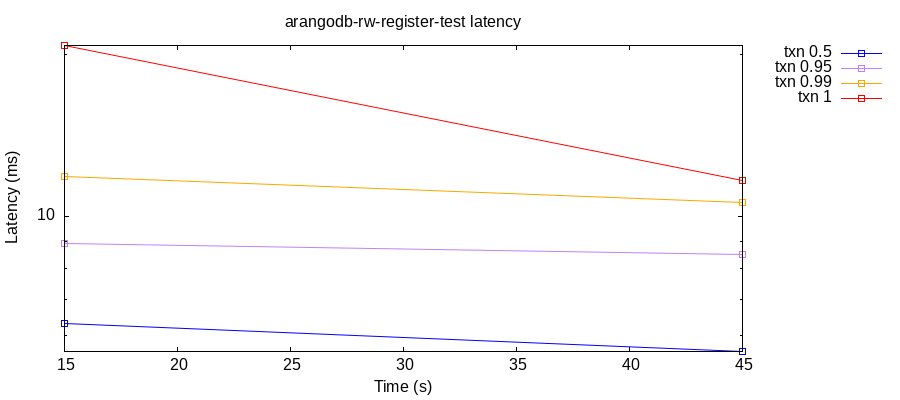 arangodb-rw-register-test latency
txn 0.5
txn 0.95
txn 0.99
txn 1
Latency (ms)
10
15 20 25 30 35 40 45
Time (s)